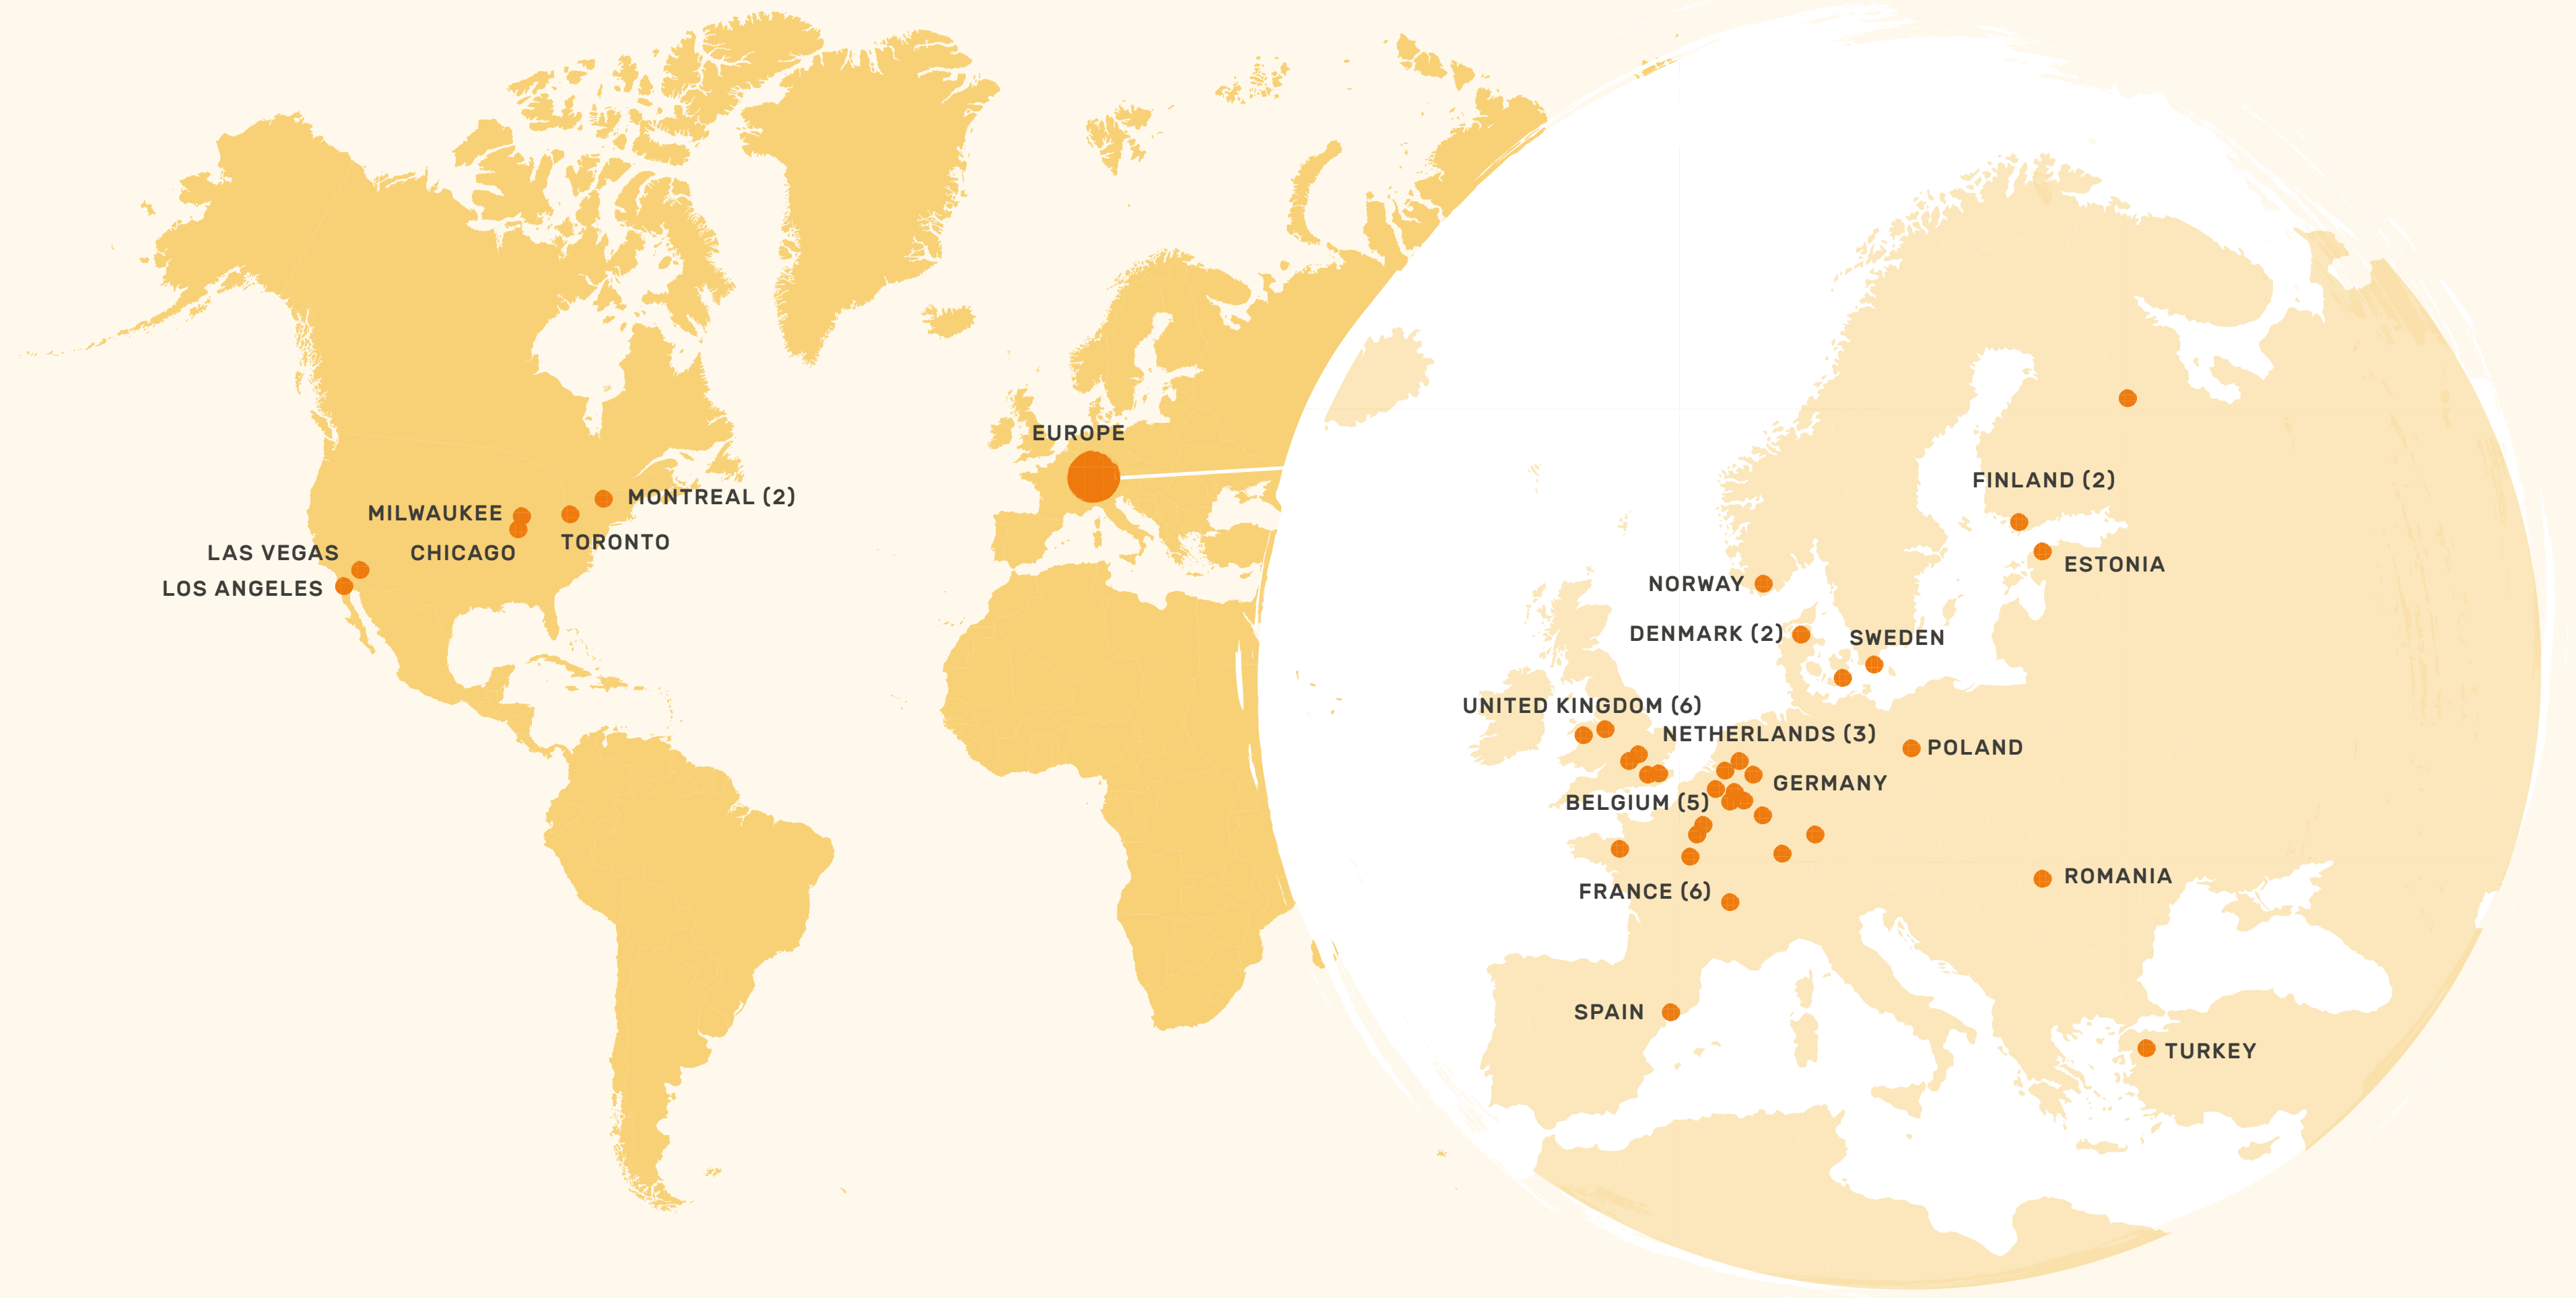 EUROPE
MONTREAL (2)
MILWAUKEE
TORONTO
LAS VEGAS
CHICAGO
LOS ANGELES
FINLAND (2)
ESTONIA
NORWAY
DENMARK (2)
SWEDEN
UNITED KINGDOM (6)
NETHERLANDS (3)
POLAND
GERMANY
BELGIUM (5)
ROMANIA
FRANCE (6)
SPAIN
TURKEY